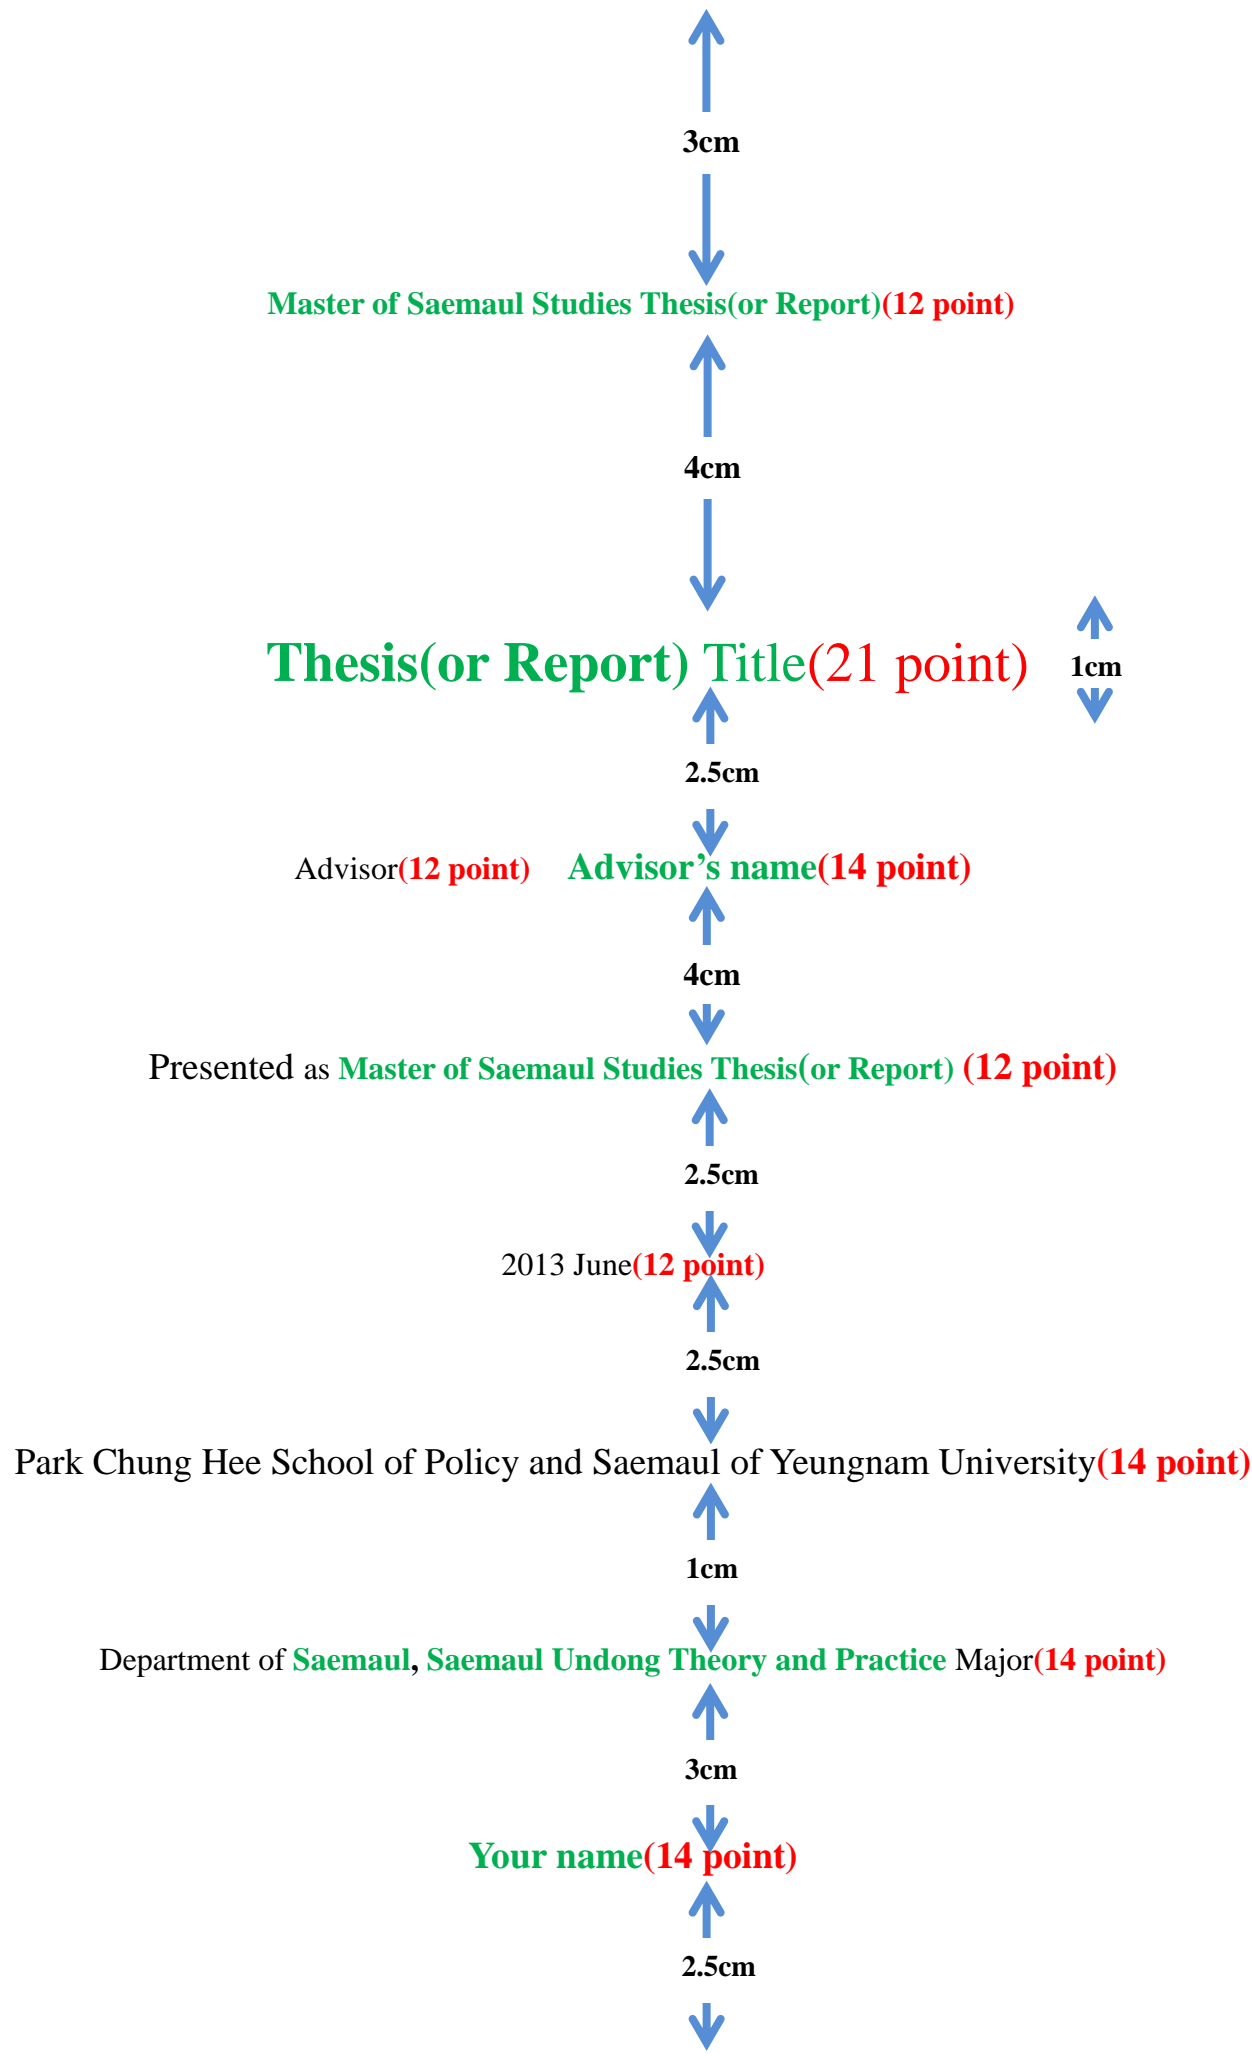 3cm
Master of Saemaul Studies Thesis(or Report)(12 point)
4cm
Thesis(or Report) Title(21 point)
1cm
2.5cm
Advisor(12 point) Advisor’s name(14 point)
4cm
Presented as Master of Saemaul Studies Thesis(or Report) (12 point)
2.5cm
2013 June(12 point)
2.5cm
Park Chung Hee School of Policy and Saemaul of Yeungnam University(14 point)
1cm
Department of Saemaul, Saemaul Undong Theory and Practice Major(14 point)
3cm
Your name(14 point)
2.5cm